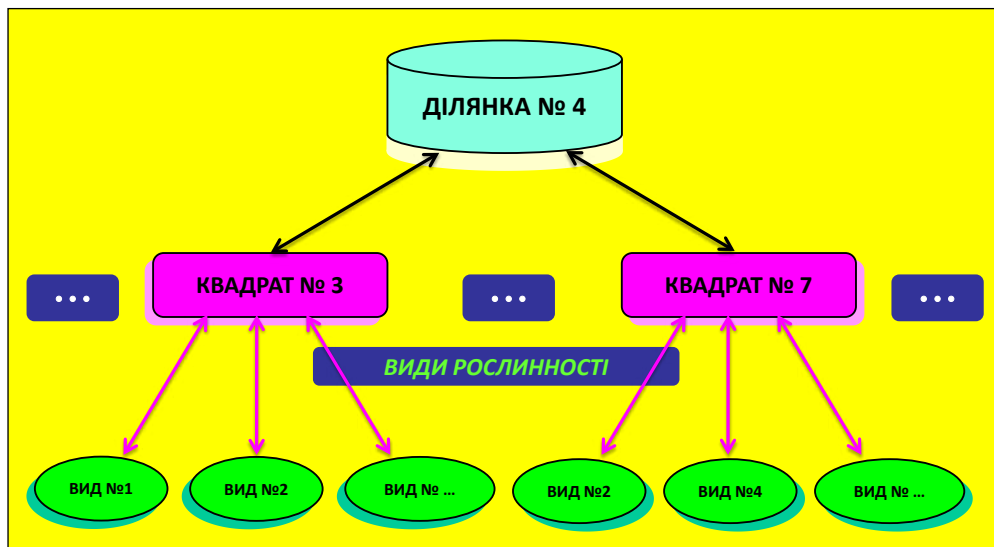 ДІЛЯНКА № 4
КВАДРАТ № 3
КВАДРАТ № 7
...
...
...
ВИДИ РОСЛИННОСТІ
ВИД №1
ВИД №2
ВИД № ...
ВИД №2
ВИД №4
ВИД № ...